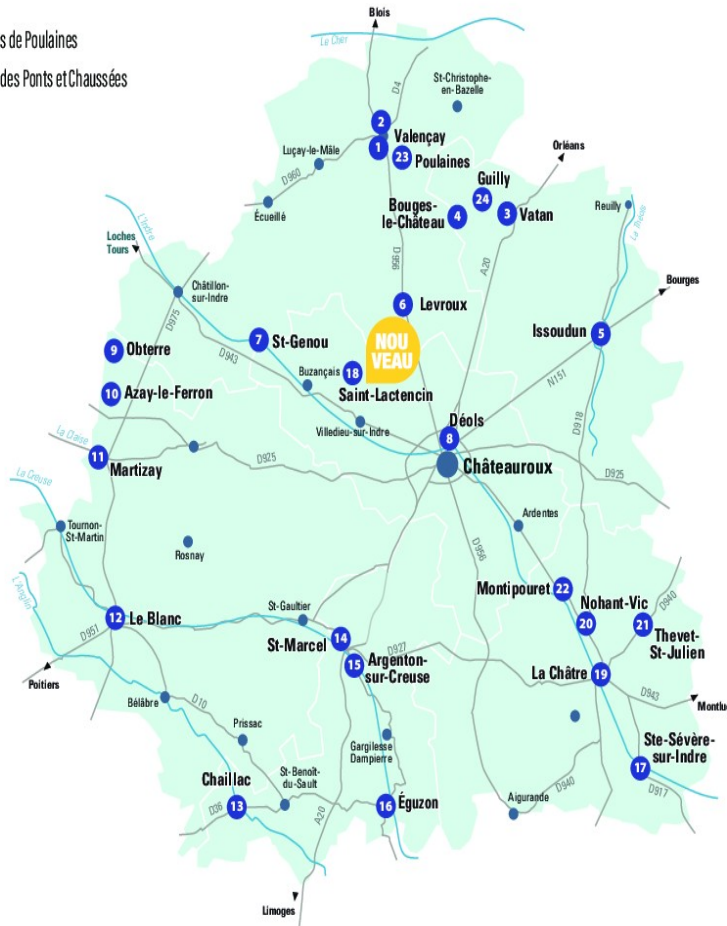 Blois
s de Poulaines
Le Cher
des Ponts et Chaussées
St-Christophe-
en-Bazelle
D4
2
Valençay
1
23
Poulaines
Luçay-le-Mâle
D960
Orléans
Guilly
24
Écueillé
Bouges-
le-Château
4
3
Vatan
Reuilly
La Théols
L'Indre
Loches
Tours
D956
A20
Bourges
Châtillon-
sur-Indre
6
Levroux
D975
7
St-Genou
Issoudun
5
9
Obterre
D943
NOU
VEAU
Buzançais
18
Saint-Lactencin
N151
10
Azay-le-Ferron
D918
Villedieu-sur-Indre
Déols
8
La Claise
11
Martizay
D925
Châteauroux
D925
La Creuse
Tournon-
St-Martin
Ardentes
Rosnay
D956
L'Anglin
Montipouret
22
Nohant-Vic
20
D940
21
Thevet-
St-Julien
12
Le Blanc
St-Gaultier
D951
St-Marcel
14
D927
15
Argenton-
sur-Creuse
La Châtre
19
Poitiers
D943
Montlu
Bélâbre
D10
Prissac
Gargilesse
Dampierre
Ste-Sévère-
sur-Indre
17
D917
Chaillac
St-Benoît-
du-Sault
13
D36
A20
16
Éguzon
Aigurande
D940
Limoges